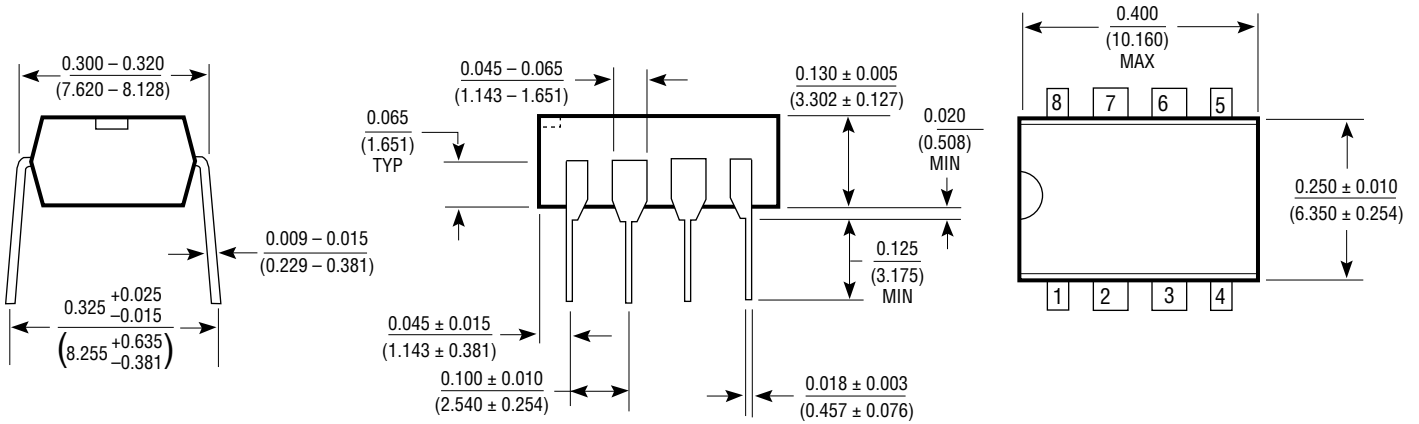 0.300 – 0.320
(7.620 – 8.128)
0.009 – 0.015
(0.229 – 0.381)
0.325 +0.025 –0.015
(8.255 +0.635 –0.381)
0.045 – 0.065
(1.143 – 1.651)
0.065
(1.651)
TYP
0.130 ± 0.005
(3.302 ± 0.127)
0.020
(0.508)
MIN
0.125
(3.175)
MIN
0.045 ± 0.015
(1.143 ± 0.381)
0.100 ± 0.010
(2.540 ± 0.254)
0.018 ± 0.003
(0.457 ± 0.076)
0.400
(10.160)
MAX
8 7 6 5
0.250 ± 0.010
(6.350 ± 0.254)
1 2 3 4